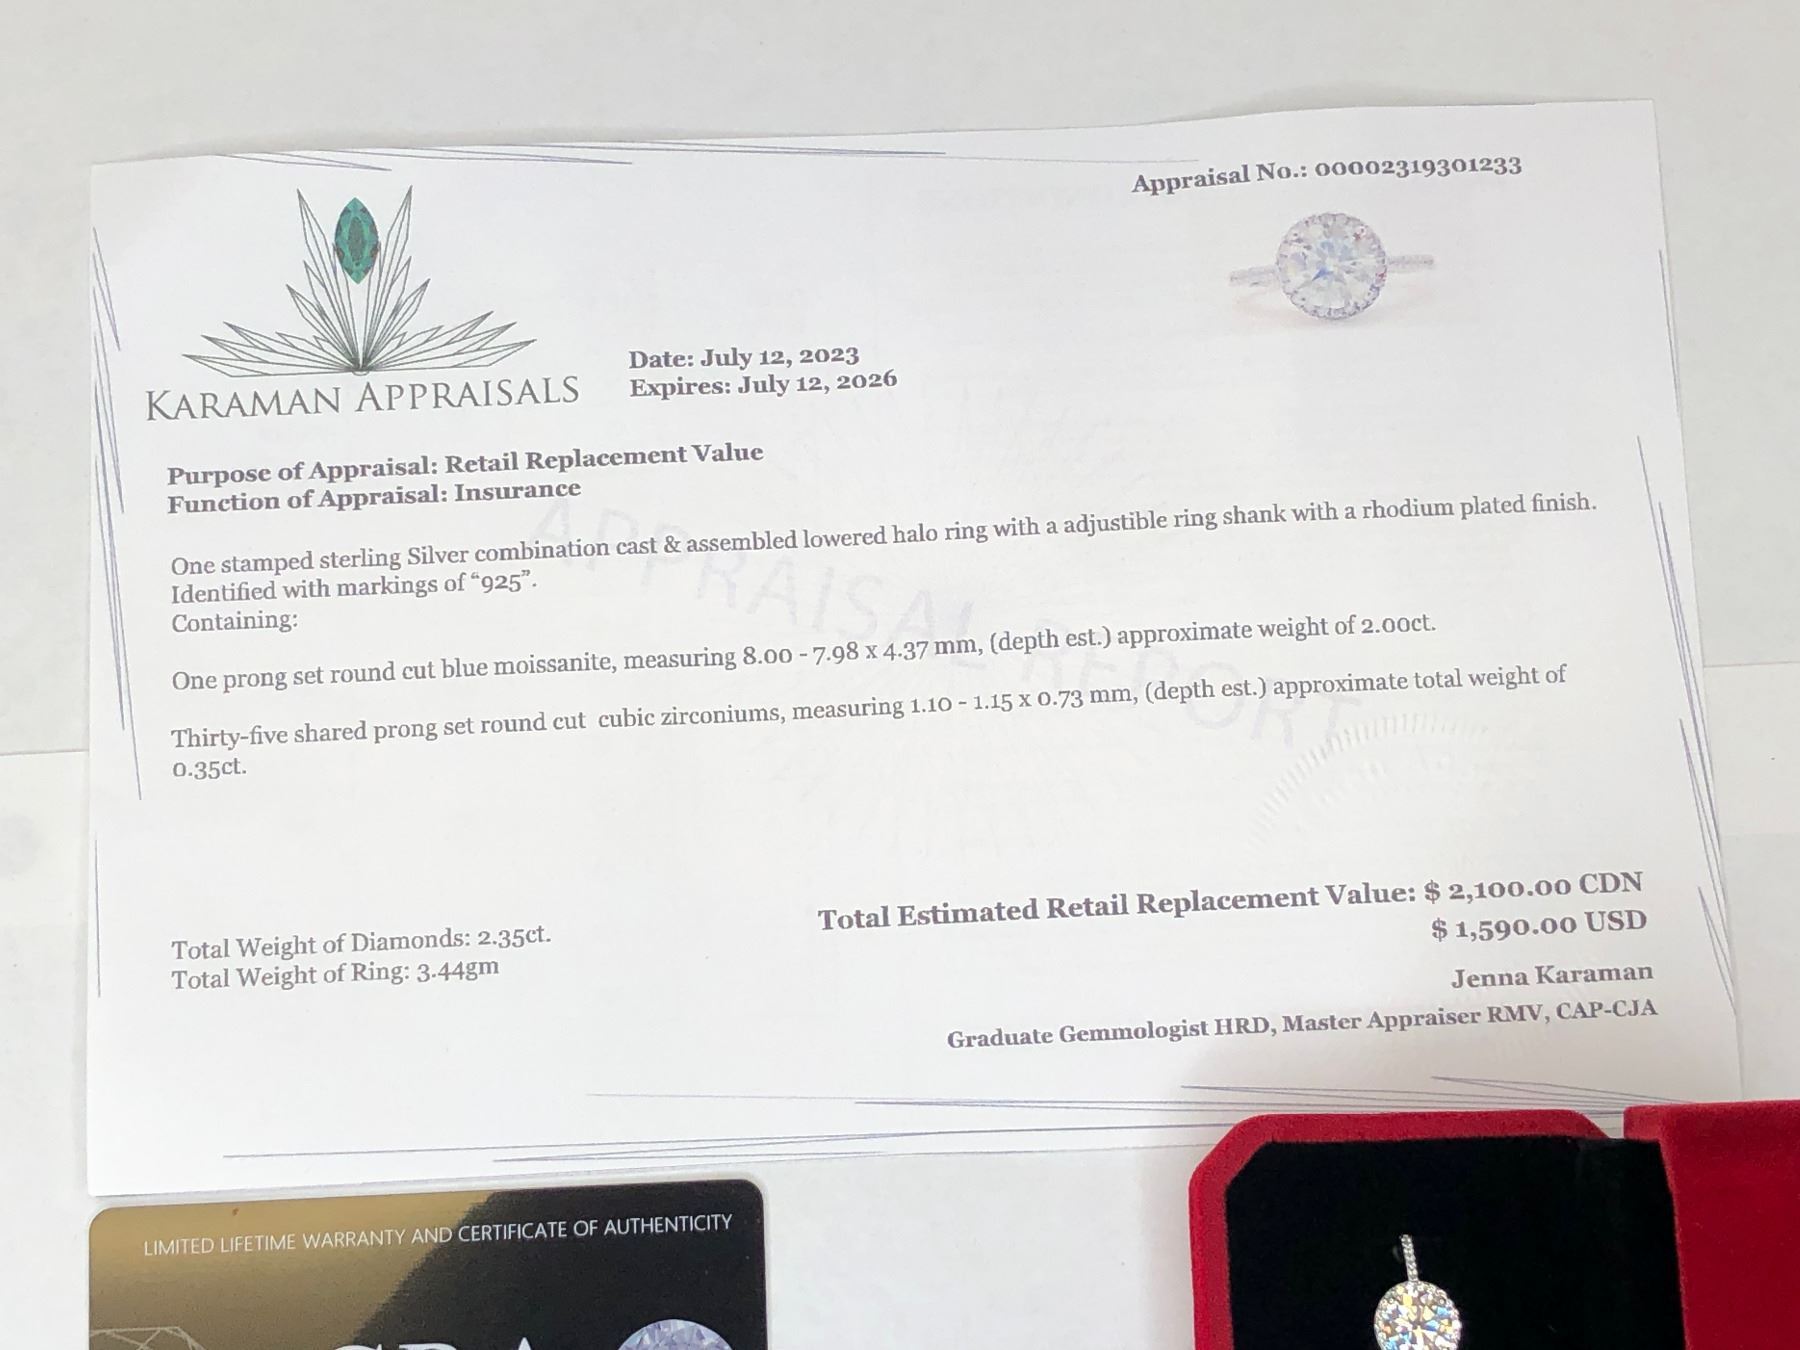 Appraisal No.: 00002319301233
KARAMAN APPRAISALS
Date: July 12, 2023
Expires: July 12, 2026
Purpose of Appraisal: Retail Replacement Value
Function of Appraisal: Insurance
One stamped sterling Silver combination cast & assembled lowered halo ring with a adjustible ring shank with a rhodium plated finish.
Identified with markings of “925”.
Containing:
One prong set round cut blue moissanite, measuring 8.00 - 7.98 x 4.37 mm, (depth est.) approximate weight of 2.00ct.
Thirty-five shared prong set round cut cubic zirconiums, measuring 1.10 - 1.15 x 0.73 mm, (depth est.) approximate total weight of
0.35ct.
APPRAISAL REPORT
Total Weight of Diamonds: 2.35ct.
Total Weight of Ring: 3.44gm
Total Estimated Retail Replacement Value: $ 2,100.00 CDN
$ 1,590.00 USD
Jenna Karaman
Graduate Gemmologist HRD, Master Appraiser RMV, CAP-CJA
LIMITED LIFETIME WARRANTY AND CERTIFICATE OF AUTHENTICITY